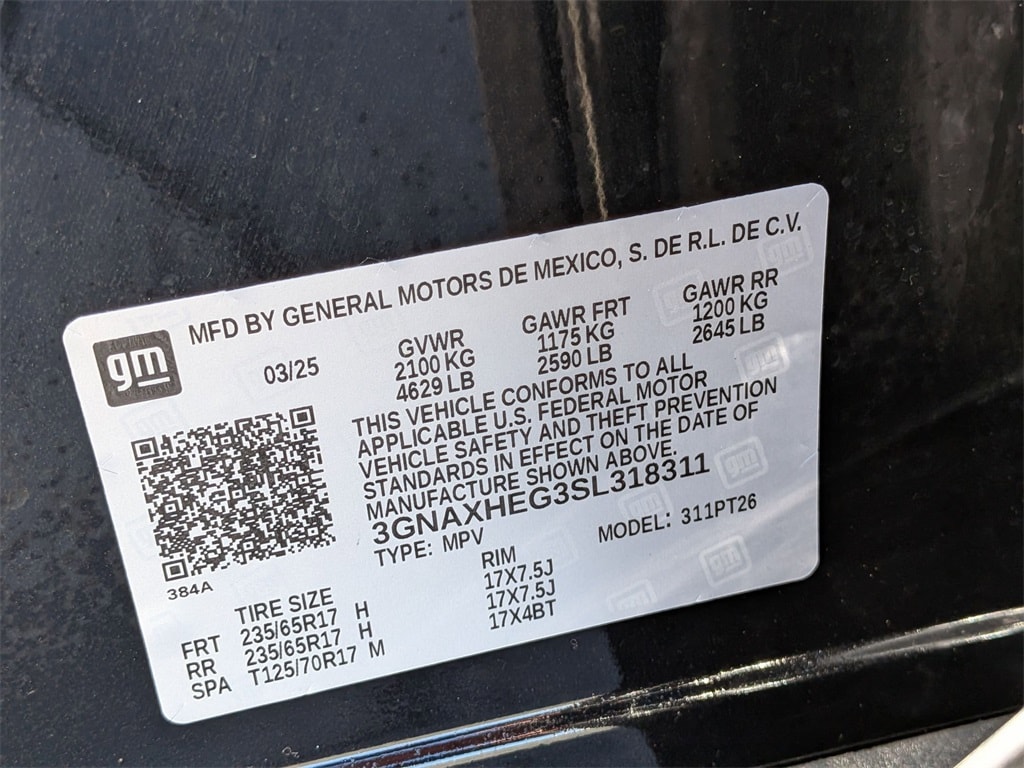 MFD BY GENERAL MOTORS DE MEXICO, S. DE R.L. DE C.V.
gm
03/25
GVWR
2100 KG
4629 LB
GAWR FRT
1175 KG
2590 LB
GAWR RR
1200 KG
2645 LB
THIS VEHICLE CONFORMS TO ALL
APPLICABLE U.S. FEDERAL MOTOR
VEHICLE SAFETY AND THEFT PREVENTION
STANDARDS IN EFFECT ON THE DATE OF
MANUFACTURE SHOWN ABOVE.
3GNAXHEG3SL318311
TYPE: MPV
MODEL: 311PT26
384A
TIRE SIZE
RIM
FRT 235/65R17 H 17X7.5J
RR 235/65R17 H 17X7.5J
SPA T125/70R17 M 17X4BT